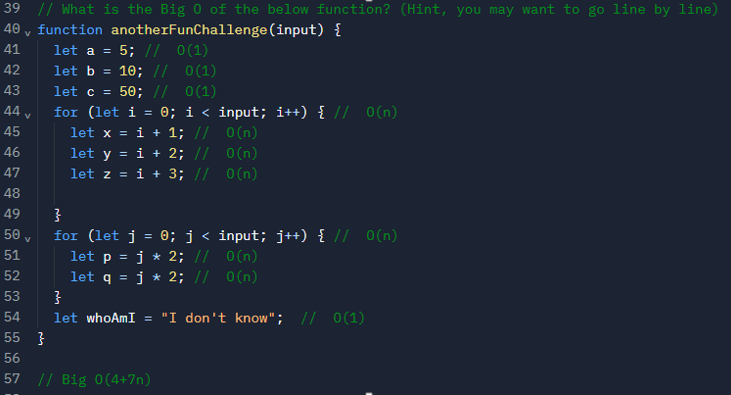 39 // What is the Big O of the below function? (Hint, you may want to go line by line)
40 function anotherFunChallenge(input) {
41 let a = 5; //  O(1)
42 let b = 10; //  O(1)
43 let c = 50; //  O(1)
44 for (let i = 0; i < input; i++) { //  O(n)
45 let x = i + 1; //  O(n)
46 let y = i + 2; //  O(n)
47 let z = i + 3; //  O(n)
48
49 }
50 for (let j = 0; j < input; j++) { //  O(n)
51 let p = j * 2; //  O(n)
52 let q = j * 2; //  O(n)
53 }
54 let whoAmI = "I don't know";  //  O(1)
55 }
56
57 // Big O(4+7n)